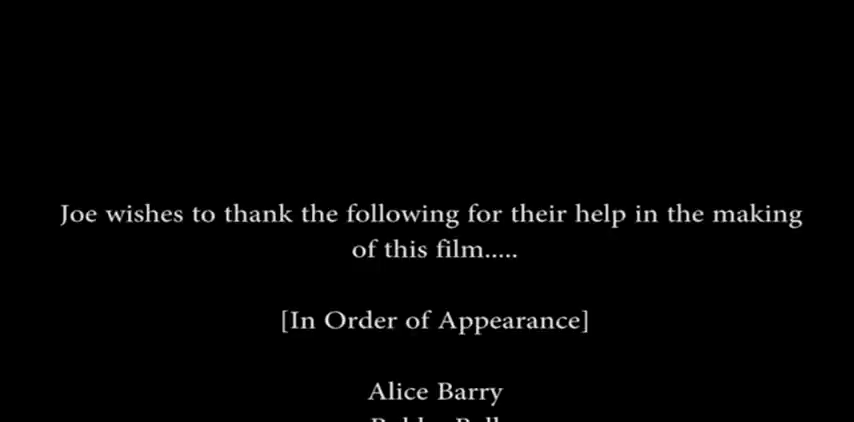 Joe wishes to thank the following for their help in the making
of this film.....
[In Order of Appearance]
Alice Barry